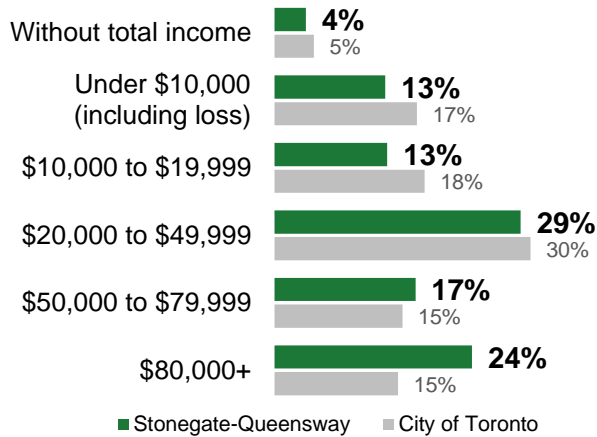 Without total income
4%
5%
Under $10,000
(including loss)
13%
17%
$10,000 to $19,999
13%
18%
$20,000 to $49,999
29%
30%
$50,000 to $79,999
17%
15%
$80,000+
24%
15%
Stonegate-Queensway
City of Toronto